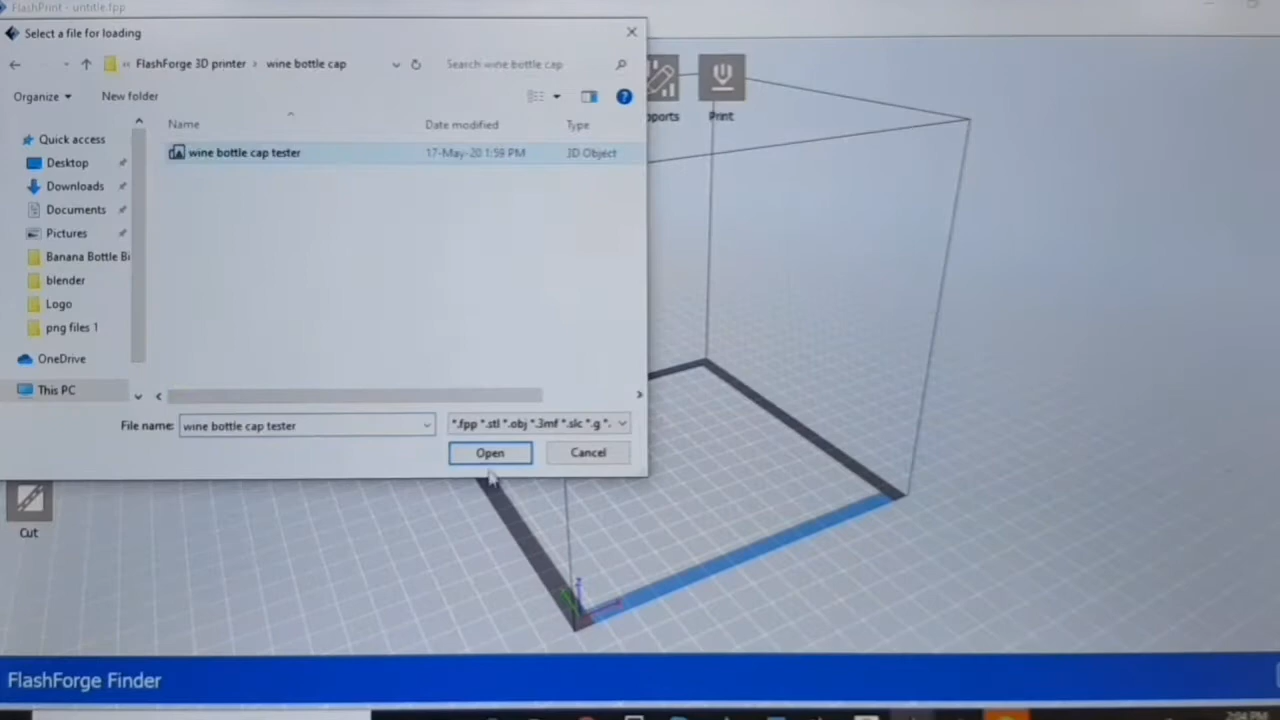 FlashPrint - untitle.fpp
Select a file for loading
« FlashForge 3D printer › wine bottle cap
Search wine bottle cap
Organize
New folder
?
Name
Date modified
Type
wine bottle cap tester
17-May-20 1:59 PM
3D Object
Quick access
Desktop
Downloads
Documents
Pictures
Banana Bottle Bi
blender
Logo
png files 1
OneDrive
This PC
File name:
wine bottle cap tester
*.fpp *.stl *.obj *.3mf *.slc *.g *.
Open
Cancel
pports
Print
Cut
FlashForge Finder